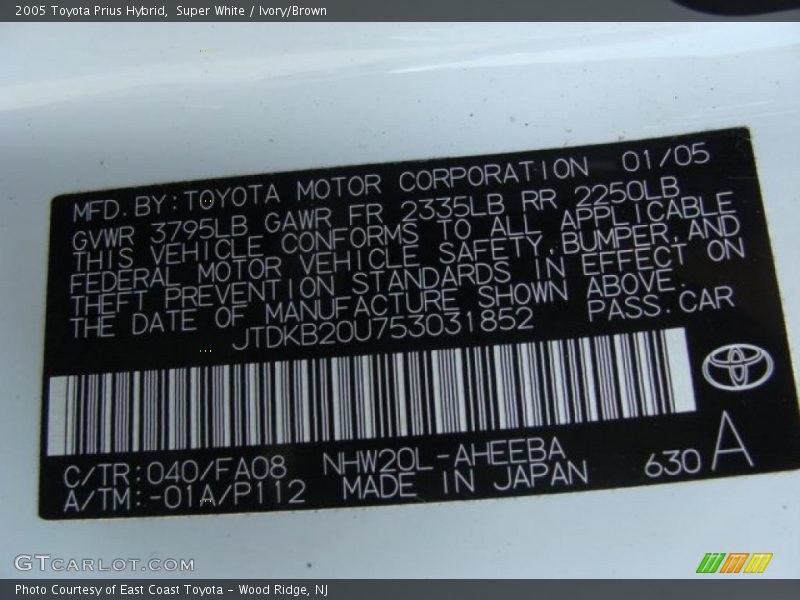 2005 Toyota Prius Hybrid, Super White / Ivory/Brown
MFD. BY: TOYOTA MOTOR CORPORATION 01/05
GVWR 3795LB GAWR FR 2335LB RR 2250LB
THIS VEHICLE CONFORMS TO ALL APPLICABLE
FEDERAL MOTOR VEHICLE SAFETY, BUMPER, AND
THEFT PREVENTION STANDARDS IN EFFECT ON
THE DATE OF MANUFACTURE SHOWN ABOVE.
JTDKB20U753031852 PASS. CAR
C/TR: 040/FA08 NHW20L-AHEEBA 630 A
A/TM: -01A/P112 MADE IN JAPAN
GTCARLOT.COM
Photo Courtesy of East Coast Toyota - Wood Ridge, NJ